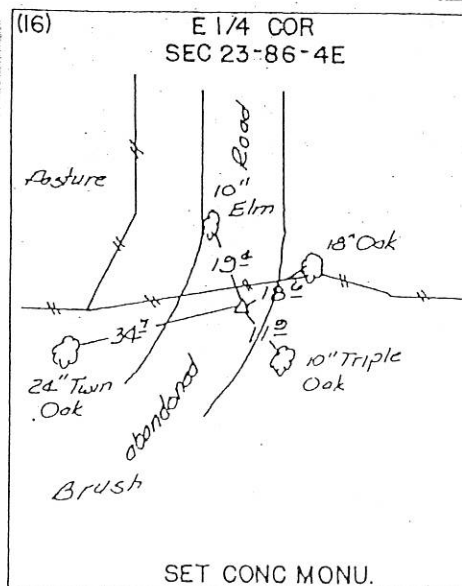 (16)
E 1/4 COR
SEC 23-86-4E
Pasture
Road
10"
Elm
19 4
18" Oak
18 6
34 7
11 9
24" Twin
Oak
10" Triple
Oak
abandoned
Brush
SET CONC MONU.